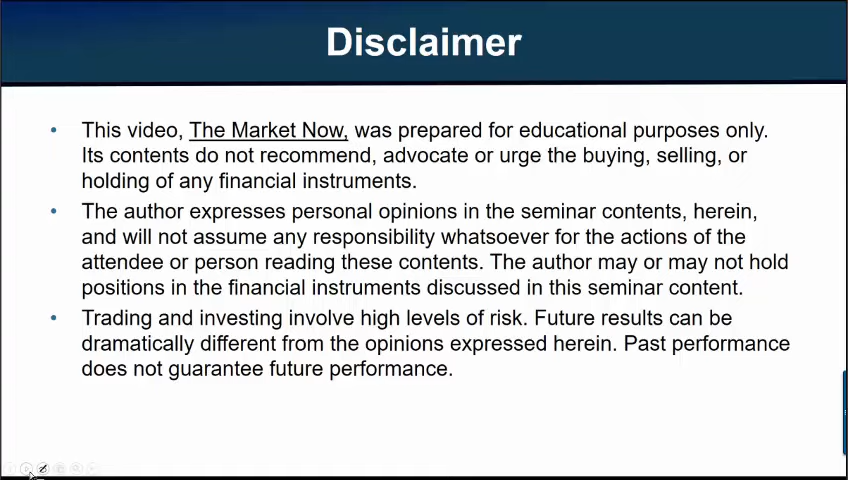 Disclaimer
• This video, The Market Now, was prepared for educational purposes only.
Its contents do not recommend, advocate or urge the buying, selling, or
holding of any financial instruments.
• The author expresses personal opinions in the seminar contents, herein,
and will not assume any responsibility whatsoever for the actions of the
attendee or person reading these contents. The author may or may not hold
positions in the financial instruments discussed in this seminar content.
• Trading and investing involve high levels of risk. Future results can be
dramatically different from the opinions expressed herein. Past performance
does not guarantee future performance.